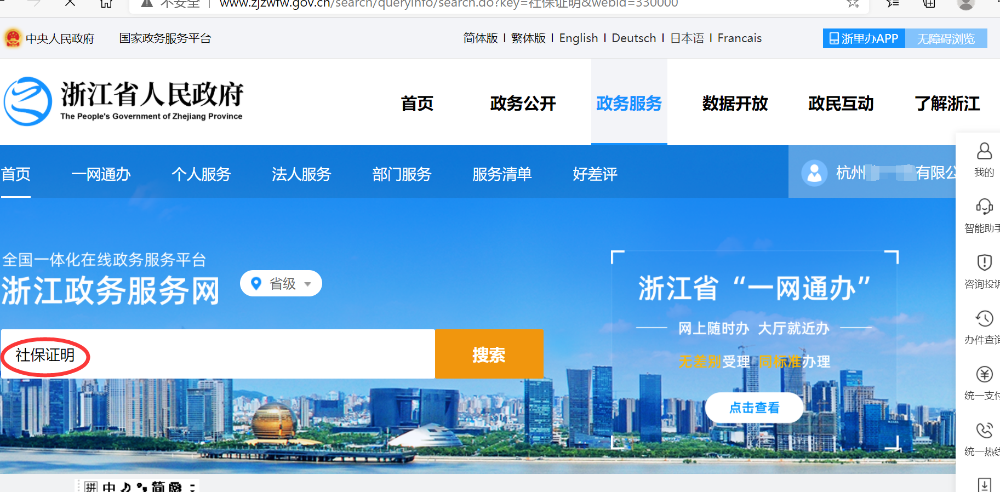 不安全 | www.zjzwfw.gov.cn/search/queryinfo/search.do?key=社保证明&webid=330000
中央人民政府 国家政务服务平台 简体版 | 繁体版 | English | Deutsch | 日本语 | Francais 浙里办APP 无障碍浏览
浙江省人民政府
The People's Government of Zhejiang Province
首页 政务公开 政务服务 数据开放 政民互动 了解浙江
首页 一网通办 个人服务 法人服务 部门服务 服务清单 好差评 杭州 有限公
我的
智能助手
咨询投诉
办件查询
统一支付
统一热线
全国一体化在线政务服务平台
浙江政务服务网 省级
社保证明 搜索
浙江省“一网通办”
网上随时办 大厅就近办
无差别受理 同标准办理
点击查看
拼 中 简